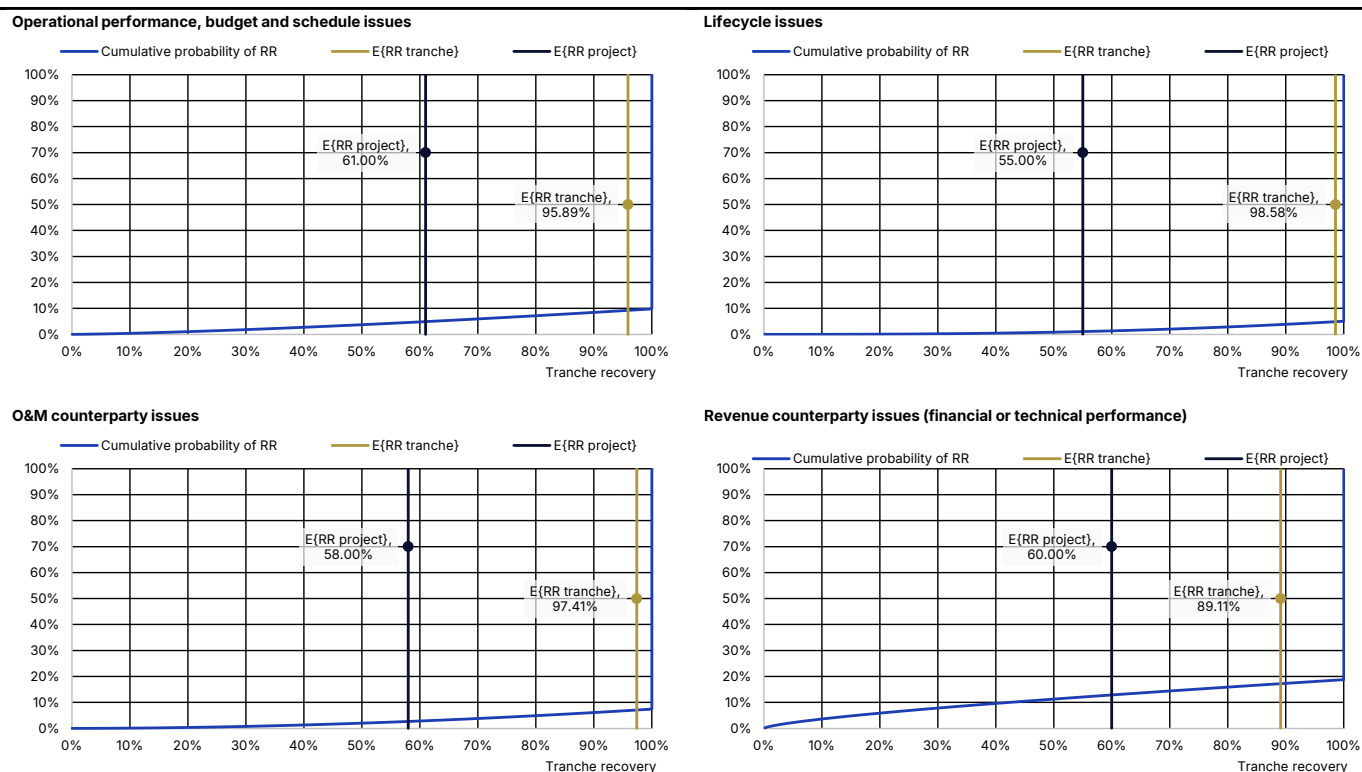 Operational performance, budget and schedule issues
Cumulative probability of RR E{RR tranche} E{RR project}
100%
90%
80%
70%
60%
50%
40%
30%
20%
10%
0%
E{RR project},
61.00%
E{RR tranche},
95.89%
0% 10% 20% 30% 40% 50% 60% 70% 80% 90% 100%
Tranche recovery
Lifecycle issues
Cumulative probability of RR E{RR tranche} E{RR project}
100%
90%
80%
70%
60%
50%
40%
30%
20%
10%
0%
E{RR project},
55.00%
E{RR tranche},
98.58%
0% 10% 20% 30% 40% 50% 60% 70% 80% 90% 100%
Tranche recovery
O&M counterparty issues
Cumulative probability of RR E{RR tranche} E{RR project}
100%
90%
80%
70%
60%
50%
40%
30%
20%
10%
0%
E{RR project},
58.00%
E{RR tranche},
97.41%
0% 10% 20% 30% 40% 50% 60% 70% 80% 90% 100%
Tranche recovery
Revenue counterparty issues (financial or technical performance)
Cumulative probability of RR E{RR tranche} E{RR project}
100%
90%
80%
70%
60%
50%
40%
30%
20%
10%
0%
E{RR project},
60.00%
E{RR tranche},
89.11%
0% 10% 20% 30% 40% 50% 60% 70% 80% 90% 100%
Tranche recovery